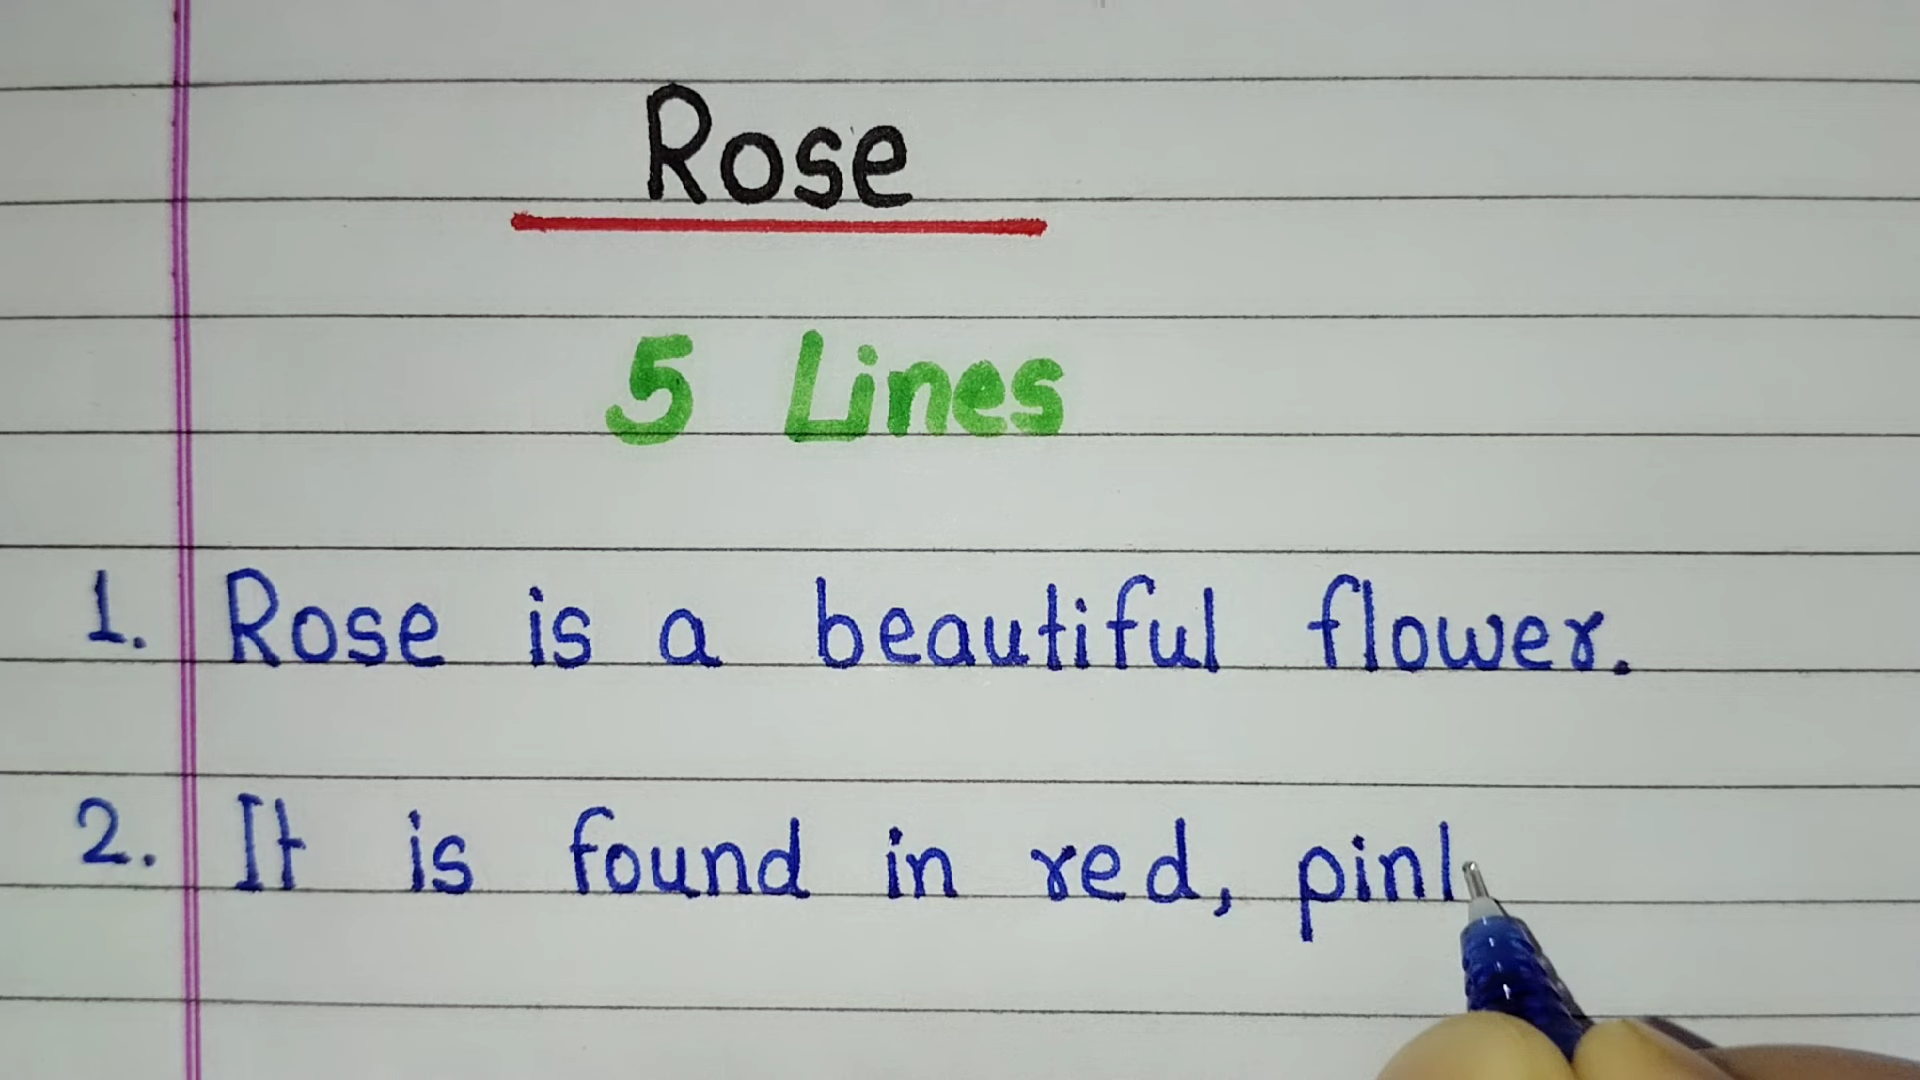 Rose
5 Lines
1. Rose is a beautiful flower.
2. It is found in red, pinl